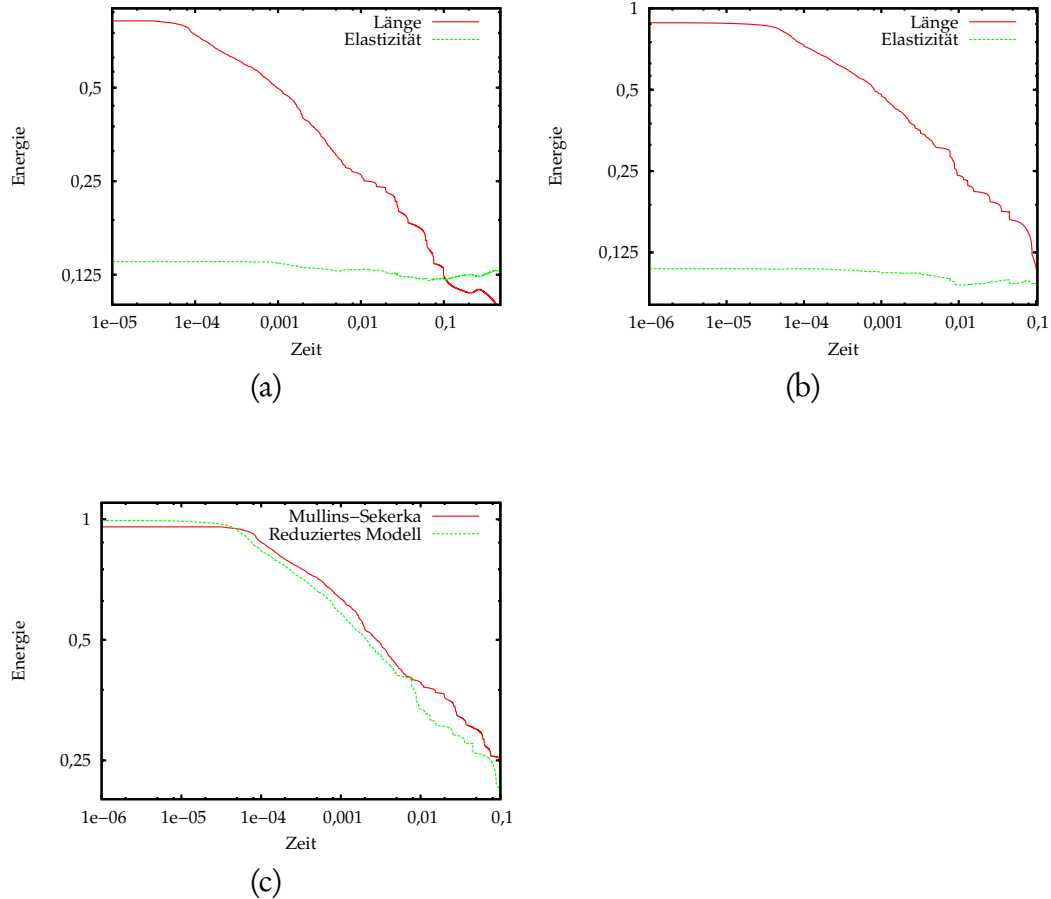 Länge
Elastizität
0,5
0,25
0,125
Energie
1e−05
1e−04
0,001
0,01
0,1
Zeit
(a)
Länge
Elastizität
1
0,5
0,25
0,125
Energie
1e−06
1e−05
1e−04
0,001
0,01
0,1
Zeit
(b)
Mullins−Sekerka
Reduziertes Modell
1
0,5
0,25
Energie
1e−06
1e−05
1e−04
0,001
0,01
0,1
Zeit
(c)